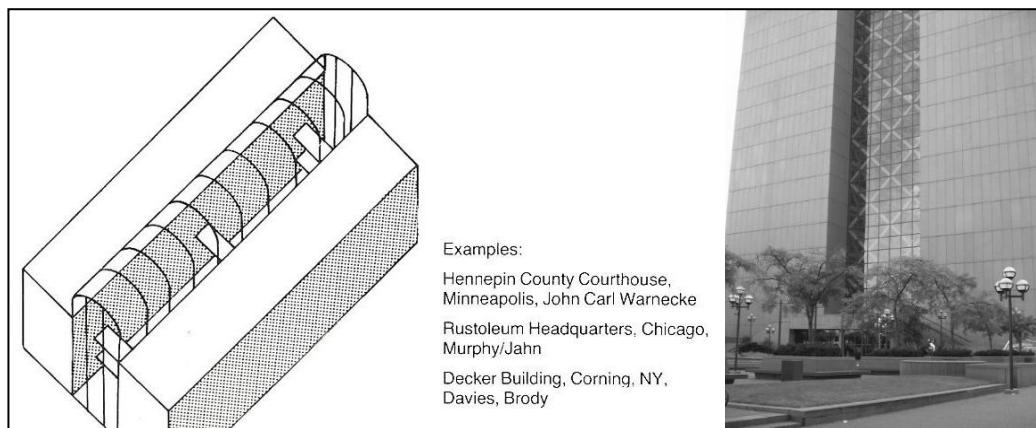 Examples:
Hennepin County Courthouse,
Minneapolis, John Carl Warnecke
Rustoleum Headquarters, Chicago,
Murphy/Jahn
Decker Building, Corning, NY,
Davies, Brody